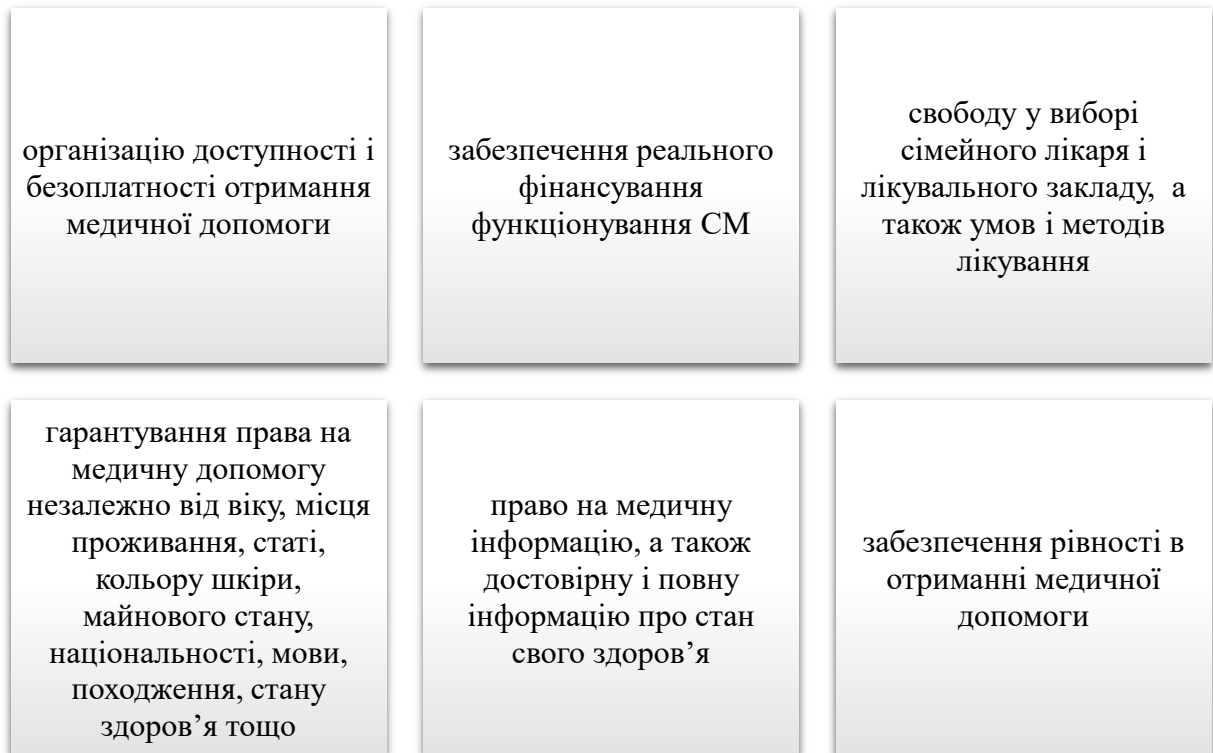 організацію доступності і
безоплатності отримання
медичної допомоги
забезпечення реального
фінансування
функціонування СМ
свободу у виборі
сімейного лікаря і
лікувального закладу,  а
також умов і методів
лікування
гарантування права на
медичну допомогу
незалежно від віку, місця
проживання, статі,
кольору шкіри,
майнового стану,
національності, мови,
походження, стану
здоров’я тощо
право на медичну
інформацію, а також
достовірну і повну
інформацію про стан
свого здоров’я
забезпечення рівності в
отриманні медичної
допомоги